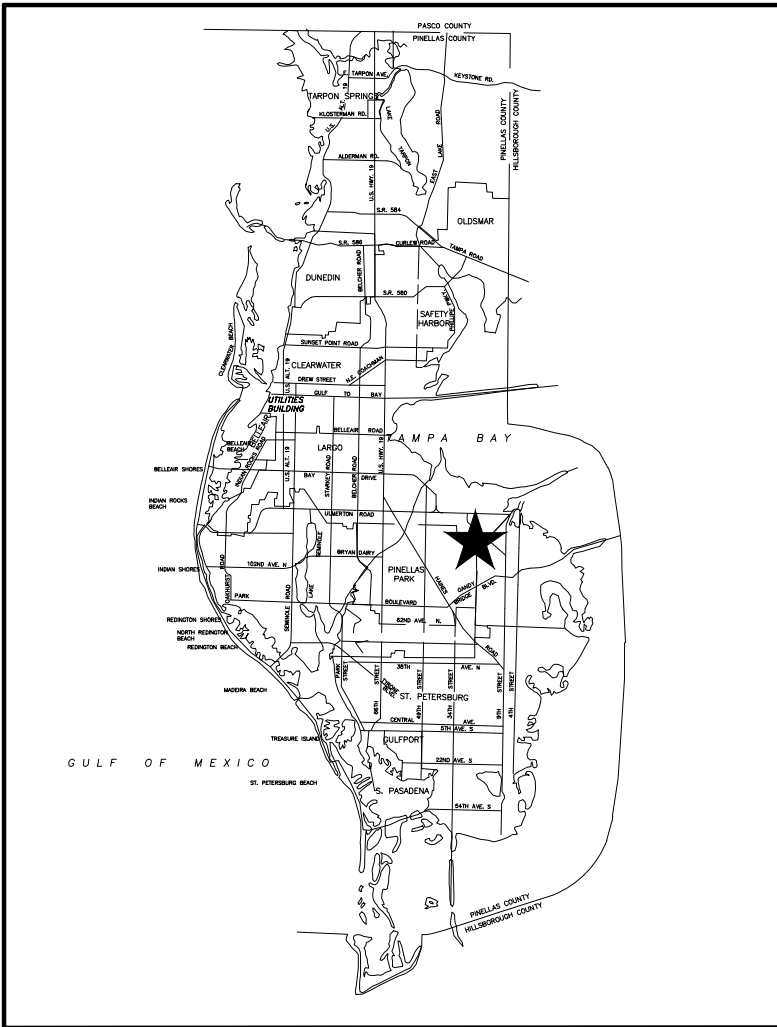 PASCO COUNTY
PINELLAS COUNTY
E. TARPON AVE.
KEYSTONE RD.
TARPON SPRINGS
U.S. ALT. 19
KLOSTERMAN RD.
LAKE TARPON
EAST LAKE ROAD
PINELLAS COUNTY
HILLSBOROUGH COUNTY
ALDERMAN RD.
U.S. HWY. 19
S.R. 584
OLDSMAR
S.R. 586
CURLEW ROAD
TAMPA ROAD
DUNEDIN
BELCHER ROAD
S.R. 580
SAFETY
HARBOR
PHILLIPE PKWY.
CLEARWATER BEACH
SUNSET POINT ROAD
CLEARWATER
N.E. COACHMAN
DREW STREET
U.S. ALT. 19
GULF TO BAY
UTILITIES
BUILDING
BELLEAIR
BELLEAIR ROAD
TAMPA BAY
BELLEAIR
BEACH
LARGO
U.S. HWY. 19
INDIAN ROCKS ROAD
U.S. ALT. 19
STARKEY ROAD
BELCHER ROAD
BELLEAIR SHORES
BAY DRIVE
INDIAN ROCKS
BEACH
ULMERTON ROAD
SEMINOLE
BRYAN DAIRY
102ND AVE. N
INDIAN SHORES
OAKHURST ROAD
LAKE
PINELLAS
PARK
HAINES ROAD
GANDY
BRIDGE BLVD.
PARK BOULEVARD
SEMINOLE ROAD
62ND AVE. N.
REDINGTON SHORES
NORTH REDINGTON
BEACH
REDINGTON BEACH
38TH AVE. N
PARK STREET
TYRONE BLVD.
66TH STREET
49TH STREET
34TH STREET
9TH STREET
4TH STREET
MADEIRA BEACH
ST. PETERSBURG
CENTRAL AVE.
5TH AVE. S
TREASURE ISLAND
GULFPORT
GULF OF MEXICO
22ND AVE. S
ST. PETERSBURG BEACH
S. PASADENA
54TH AVE. S
PINELLAS COUNTY
HILLSBOROUGH COUNTY